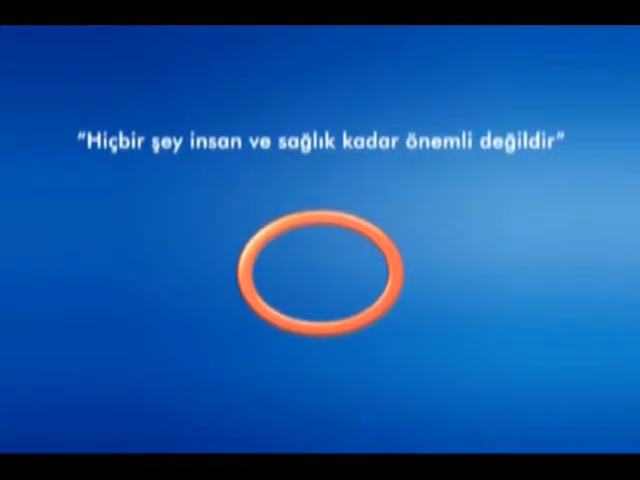 “Hiçbir şey insan ve sağlık kadar önemli değildir”